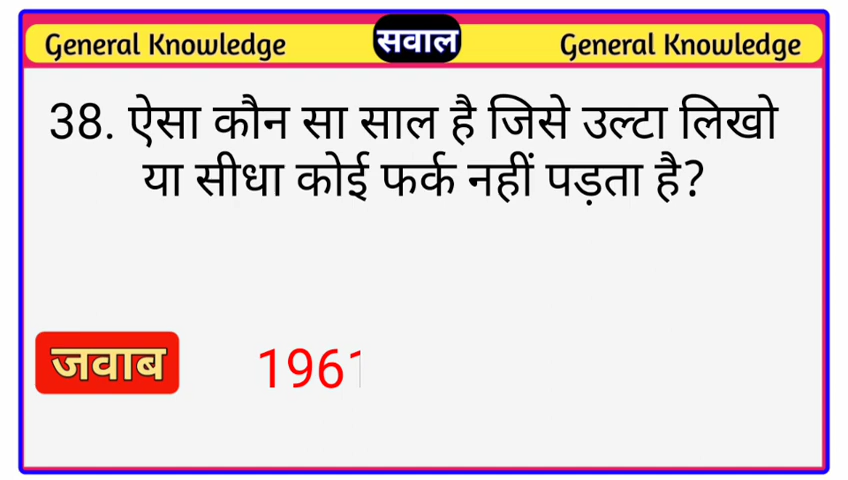 General Knowledge सवाल General Knowledge
38. ऐसा कौन सा साल है जिसे उल्टा लिखो
या सीधा कोई फर्क नहीं पड़ता है?
जवाब 1961